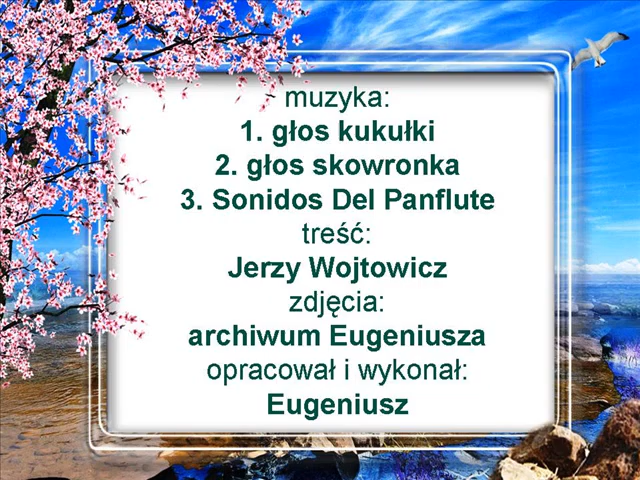 muzyka:
1. głos kukułki
2. głos skowronka
3. Sonidos Del Panflute
treść:
Jerzy Wojtowicz
zdjęcia:
archiwum Eugeniusza
opracował i wykonał:
Eugeniusz